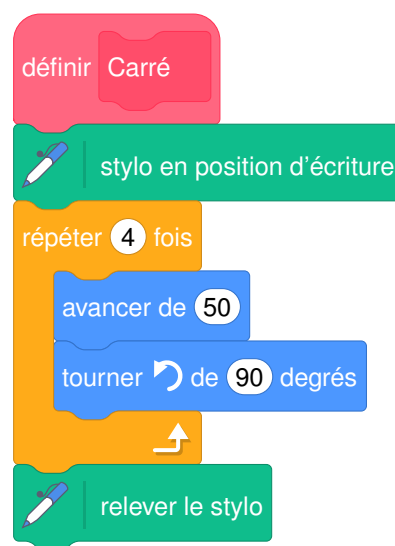 définir Carré
stylo en position d’écriture
répéter 4 fois
avancer de 50
tourner de 90 degrés
relever le stylo